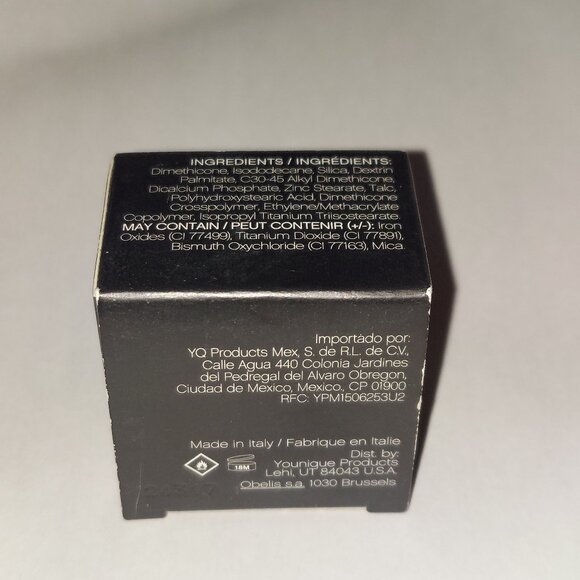 INGREDIENTS / INGRÉDIENTS:
Dimethicone, Isododecane, Silica, Dextrin
Palmitate, C30-45 Alkyl Dimethicone,
Dicalcium Phosphate, Zinc Stearate, Talc,
Polyhydroxystearic Acid, Dimethicone
Crosspolymer, Ethylene/Methacrylate
Copolymer, Isopropyl Titanium Triisostearate.
MAY CONTAIN / PEUT CONTENIR (+/-): Iron
Oxides (CI 77499), Titanium Dioxide (CI 77891),
Bismuth Oxychloride (CI 77163), Mica.
Importado por:
YQ Products Mex, S. de R.L. de C.V.,
Calle Agua 440 Colonia Jardines
del Pedregal del Alvaro Obregon,
Ciudad de México, Mexico., CP 01900
RFC: YPM1506253U2
Made in Italy / Fabrique en Italie
18M
Dist. by:
Younique Products
Lehi, UT 84043 U.S.A.
Obelis s.a. 1030 Brussels